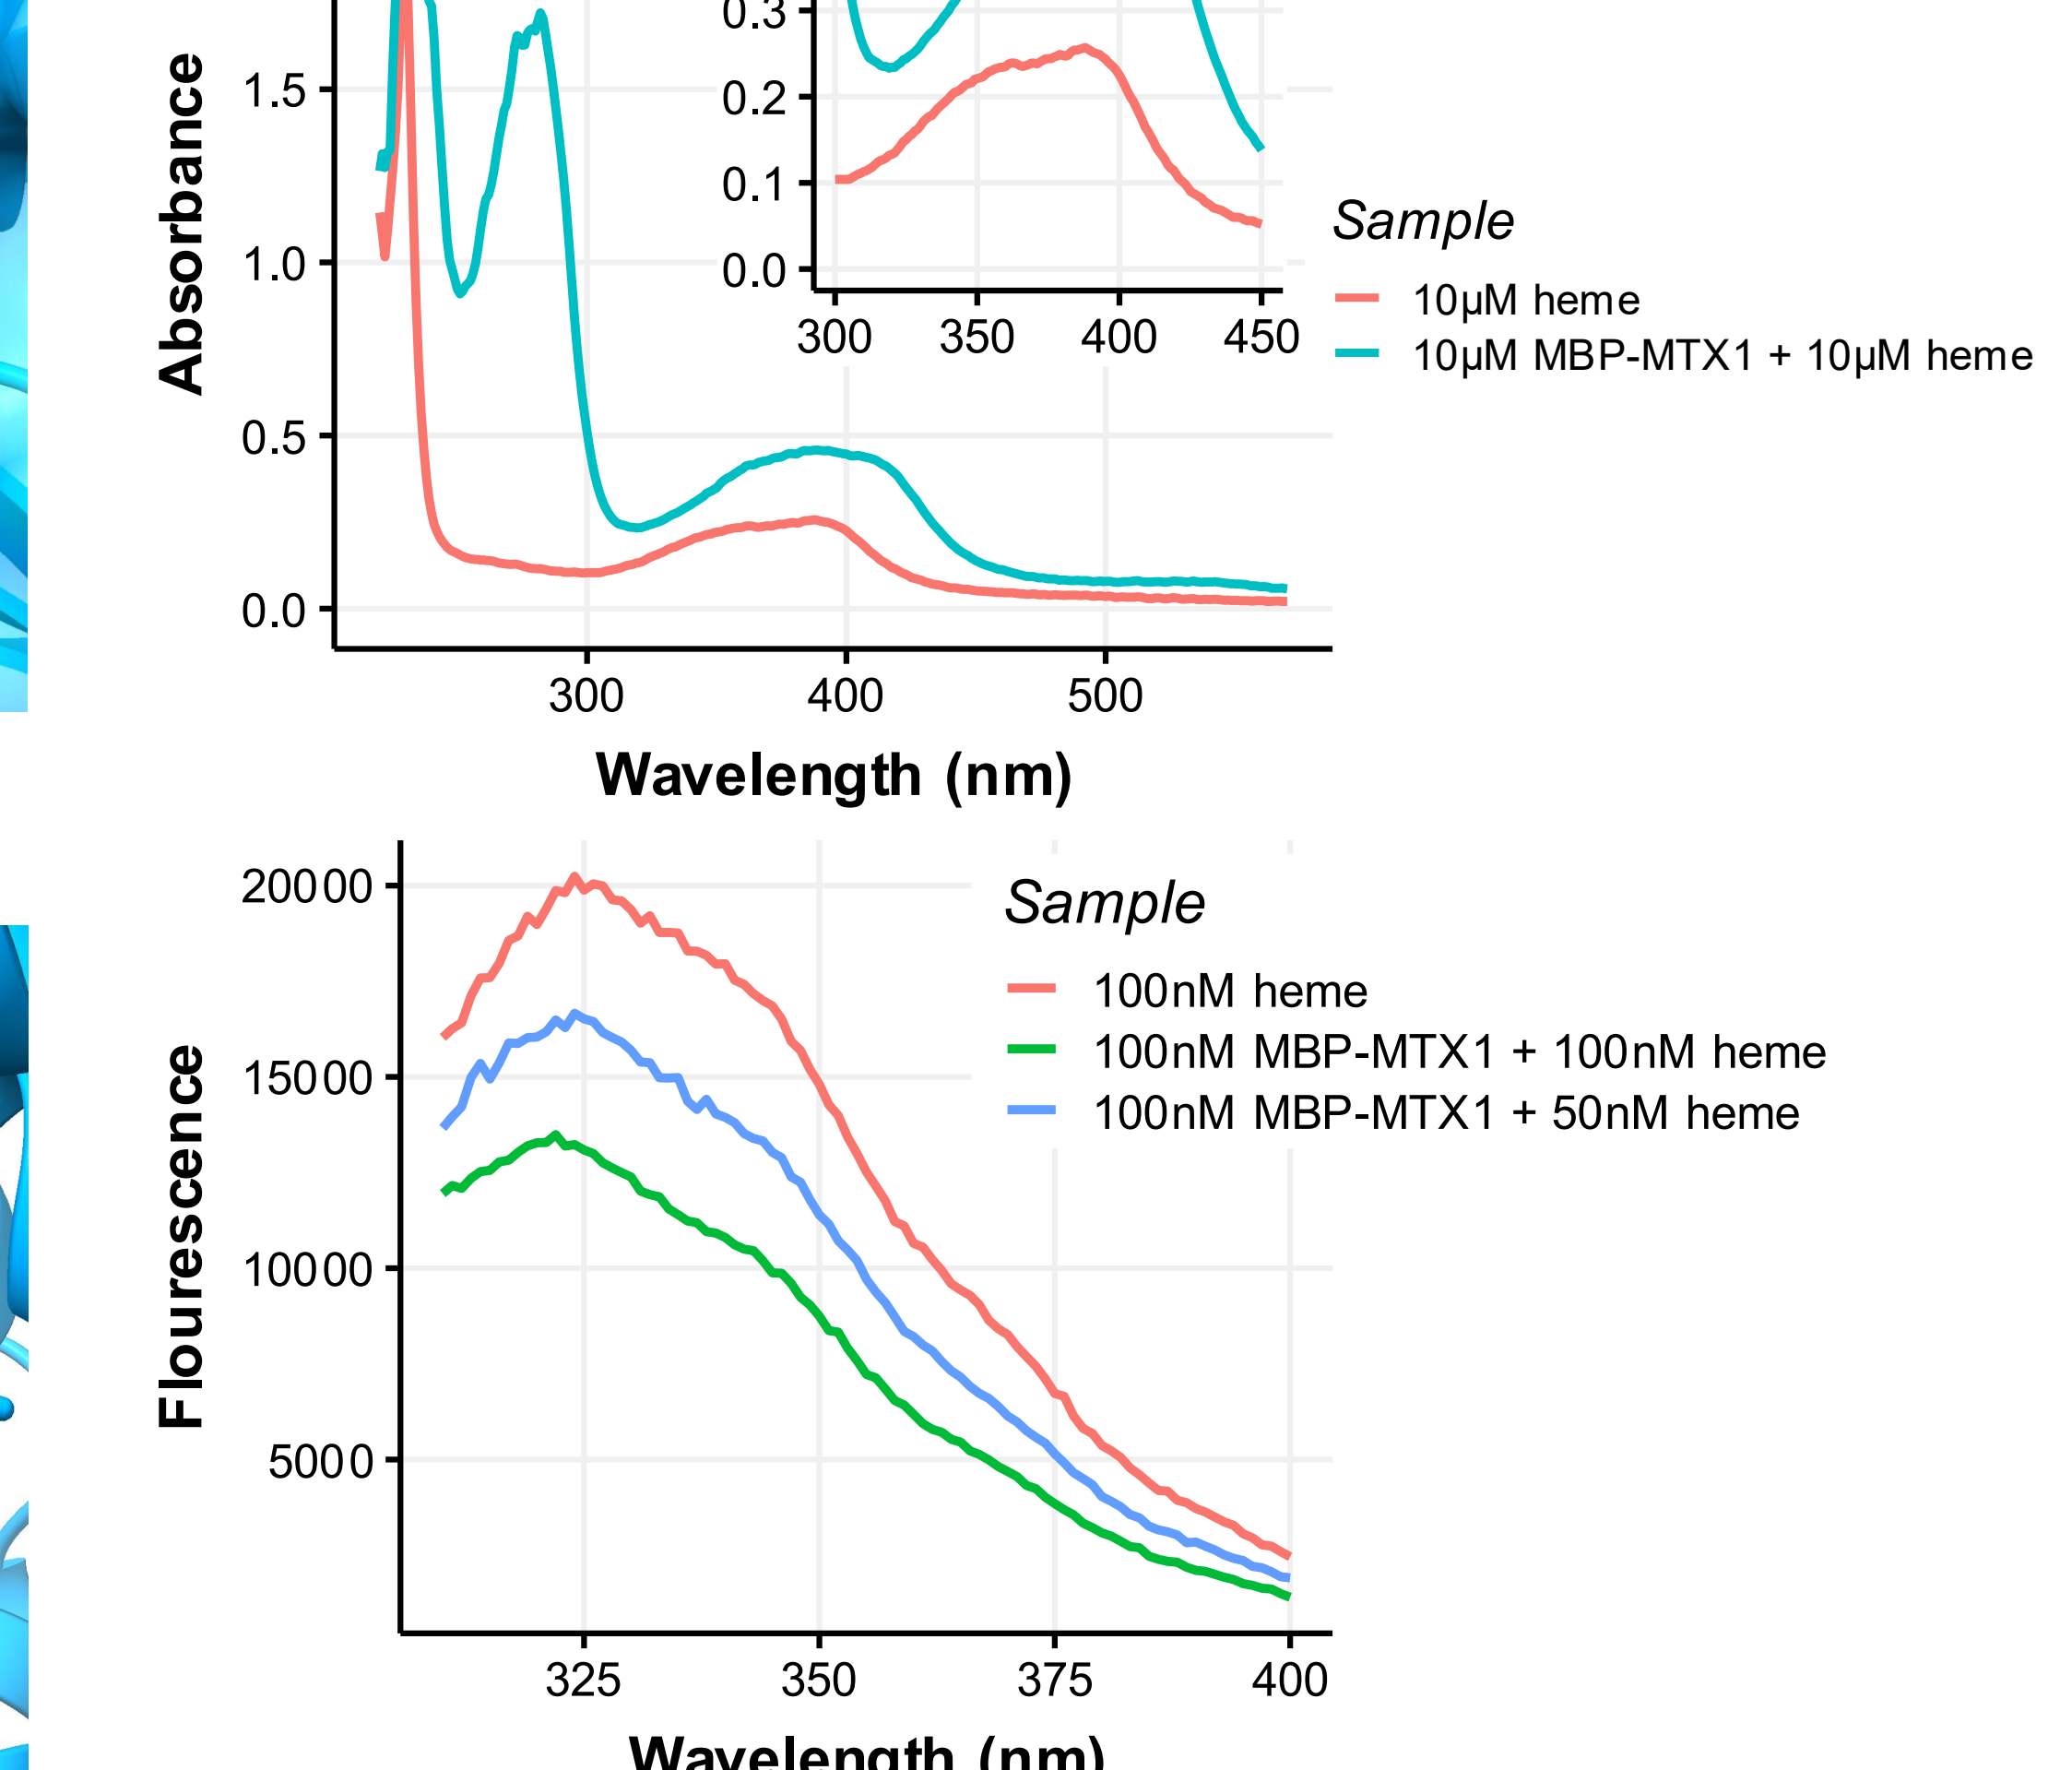 Absorbance
1.5
1.0
0.5
0.0
300 400 500
Wavelength (nm)
0.3
0.2
0.1
0.0
300 350 400 450
Sample
10µM heme
10µM MBP-MTX1 + 10µM heme
Flourescence
20000
15000
10000
5000
325 350 375 400
Wavelength (nm)
Sample
100nM heme
100nM MBP-MTX1 + 100nM heme
100nM MBP-MTX1 + 50nM heme